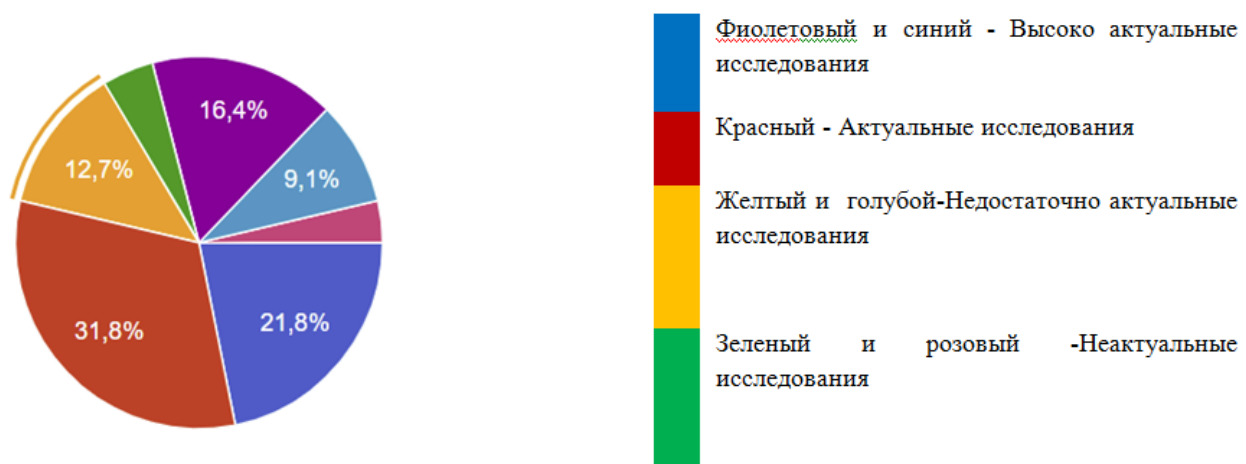 16,4%
12,7%
9,1%
31,8%
21,8%
Фиолетовый и синий - Высоко актуальные
исследования
Красный - Актуальные исследования
Желтый и голубой-Недостаточно актуальные
исследования
Зеленый и розовый -Неактуальные
исследования